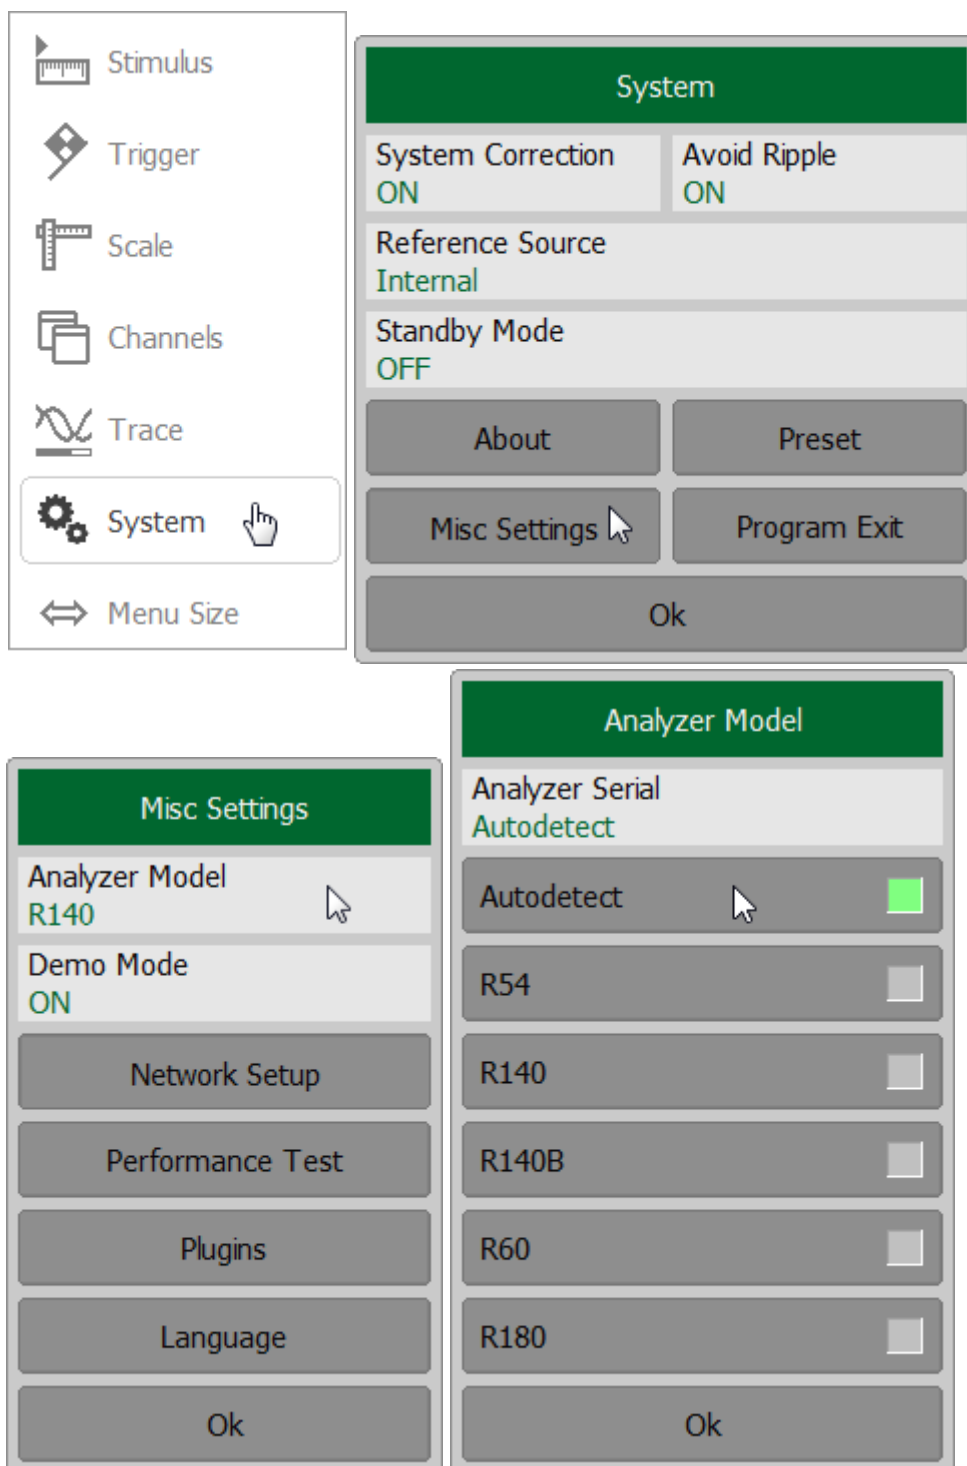 Stimulus
Trigger
Scale
Channels
Trace
System
Menu Size
System
System Correction
ON
Avoid Ripple
ON
Reference Source
Internal
Standby Mode
OFF
About
Preset
Misc Settings
Program Exit
Ok
Misc Settings
Analyzer Model
R140
Demo Mode
ON
Network Setup
Performance Test
Plugins
Language
Ok
Analyzer Model
Analyzer Serial
Autodetect
Autodetect
R54
R140
R140B
R60
R180
Ok